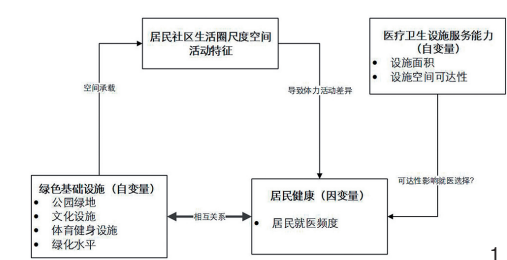 居民社区生活圈尺度空间
活动特征
医疗卫生设施服务能力
(自变量)
• 设施面积
• 设施空间可达性
空间承载
导致体力活动差异
可达性影响就医选择?
绿色基础设施（自变量）
• 公园绿地
• 文化设施
• 体育健身设施
• 绿化水平
相互关系
居民健康（因变量）
• 居民就医频度
1